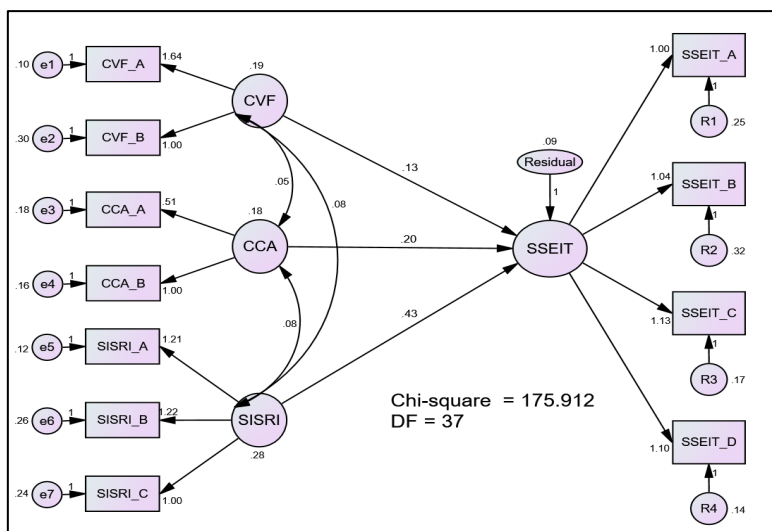 .10 e1 1 CVF_A 1.64
.19
CVF
.30 e2 1 CVF_B 1.00
.18 e3 1 CCA_A .51
.18
CCA
.16 e4 1 CCA_B 1.00
.12 e5 1 SISRI_A 1.21
.26 e6 1 SISRI_B 1.22
SISRI
.28
.24 e7 1 SISRI_C 1.00
.05
.08
.08
.13
.20
.43
.09
Residual
1
SSEIT
1.00 SSEIT_A
1
R1 .25
1.04 SSEIT_B
1
R2 .32
1.13 SSEIT_C
1
R3 .17
1.10 SSEIT_D
1
R4 .14
Chi-square = 175.912
DF = 37